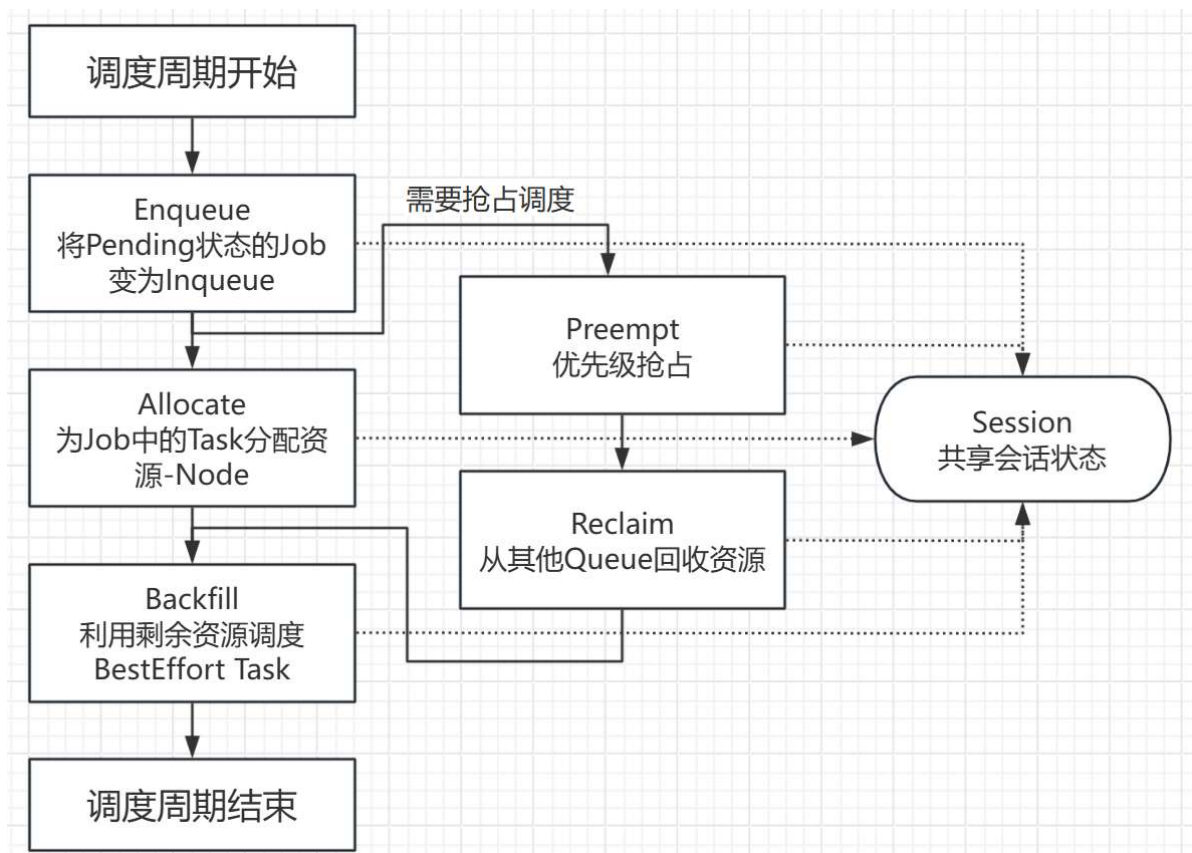 调度周期开始
Enqueue
将Pending状态的Job
变为Inqueue
需要抢占调度
Preempt
优先级抢占
Allocate
为Job中的Task分配资
源-Node
Session
共享会话状态
Reclaim
从其他Queue回收资源
Backfill
利用剩余资源调度
BestEffort Task
调度周期结束